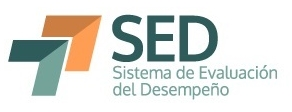 SED
Sistema de Evaluación
del Desempeño